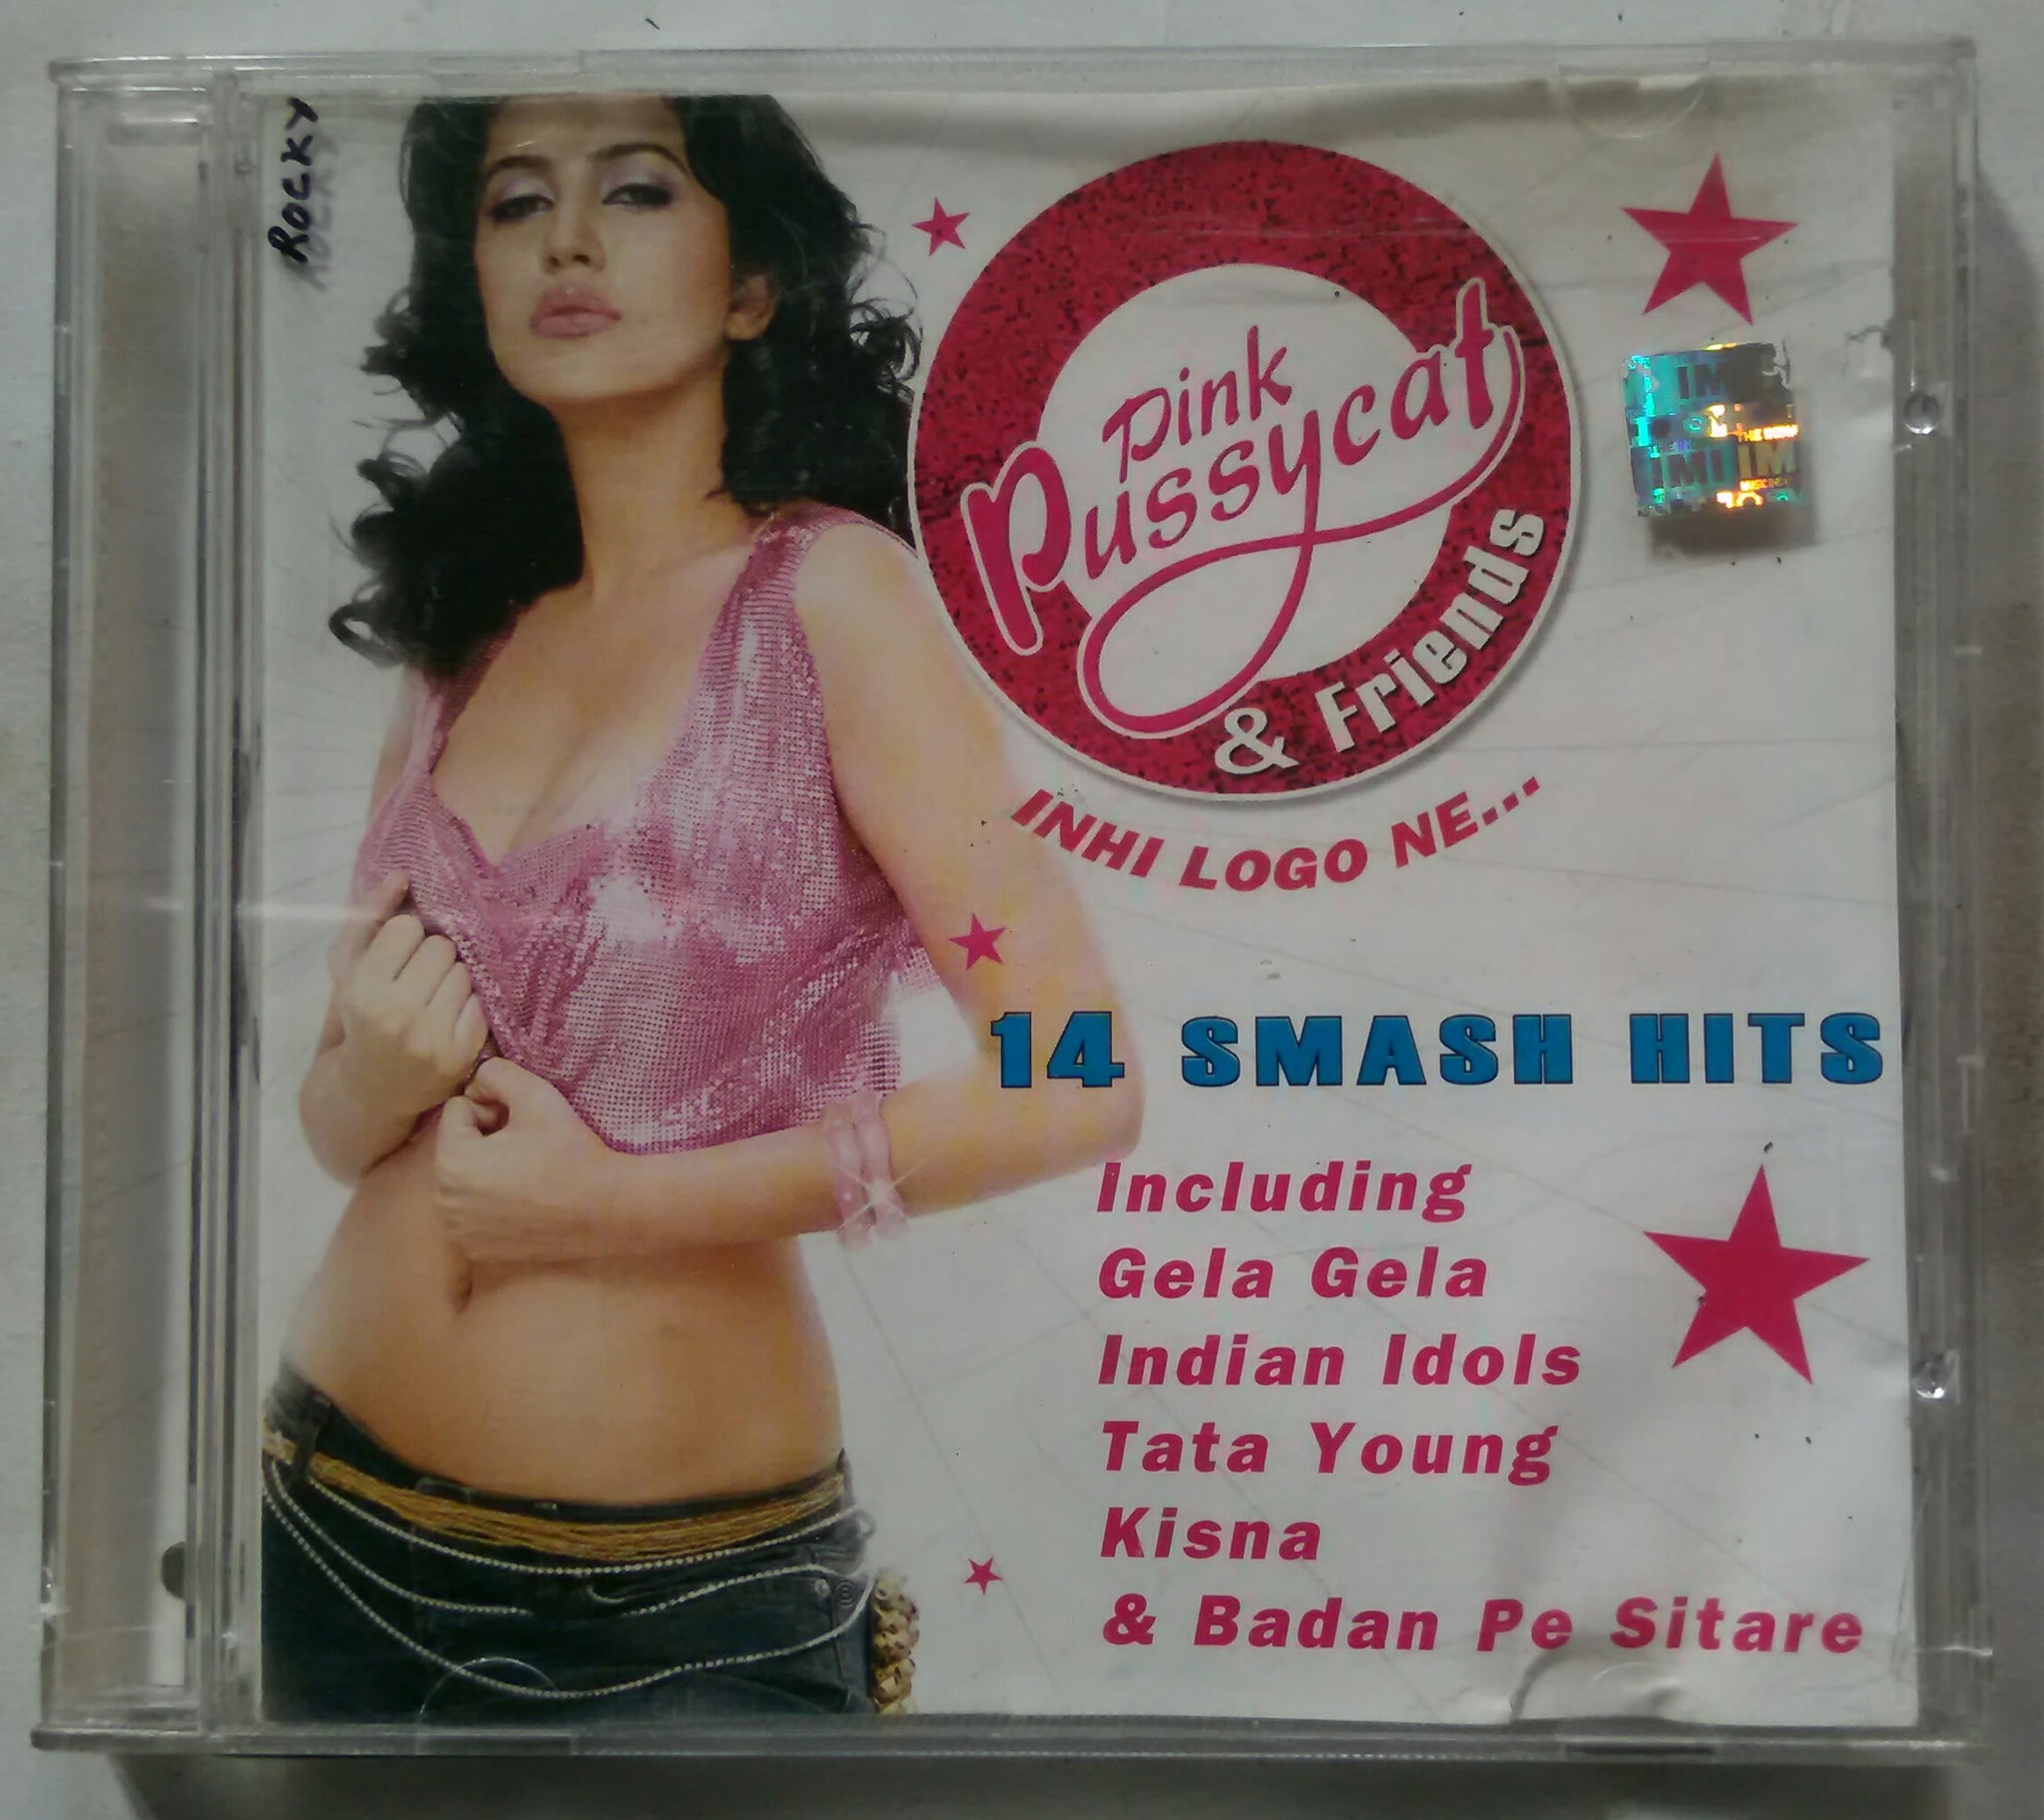 ROCKY
pink
Pussycat
& Friends
INHI LOGO NE...
14 SMASH HITS
Including
Gela Gela
Indian Idols
Tata Young
Kisna
& Badan Pe Sitare